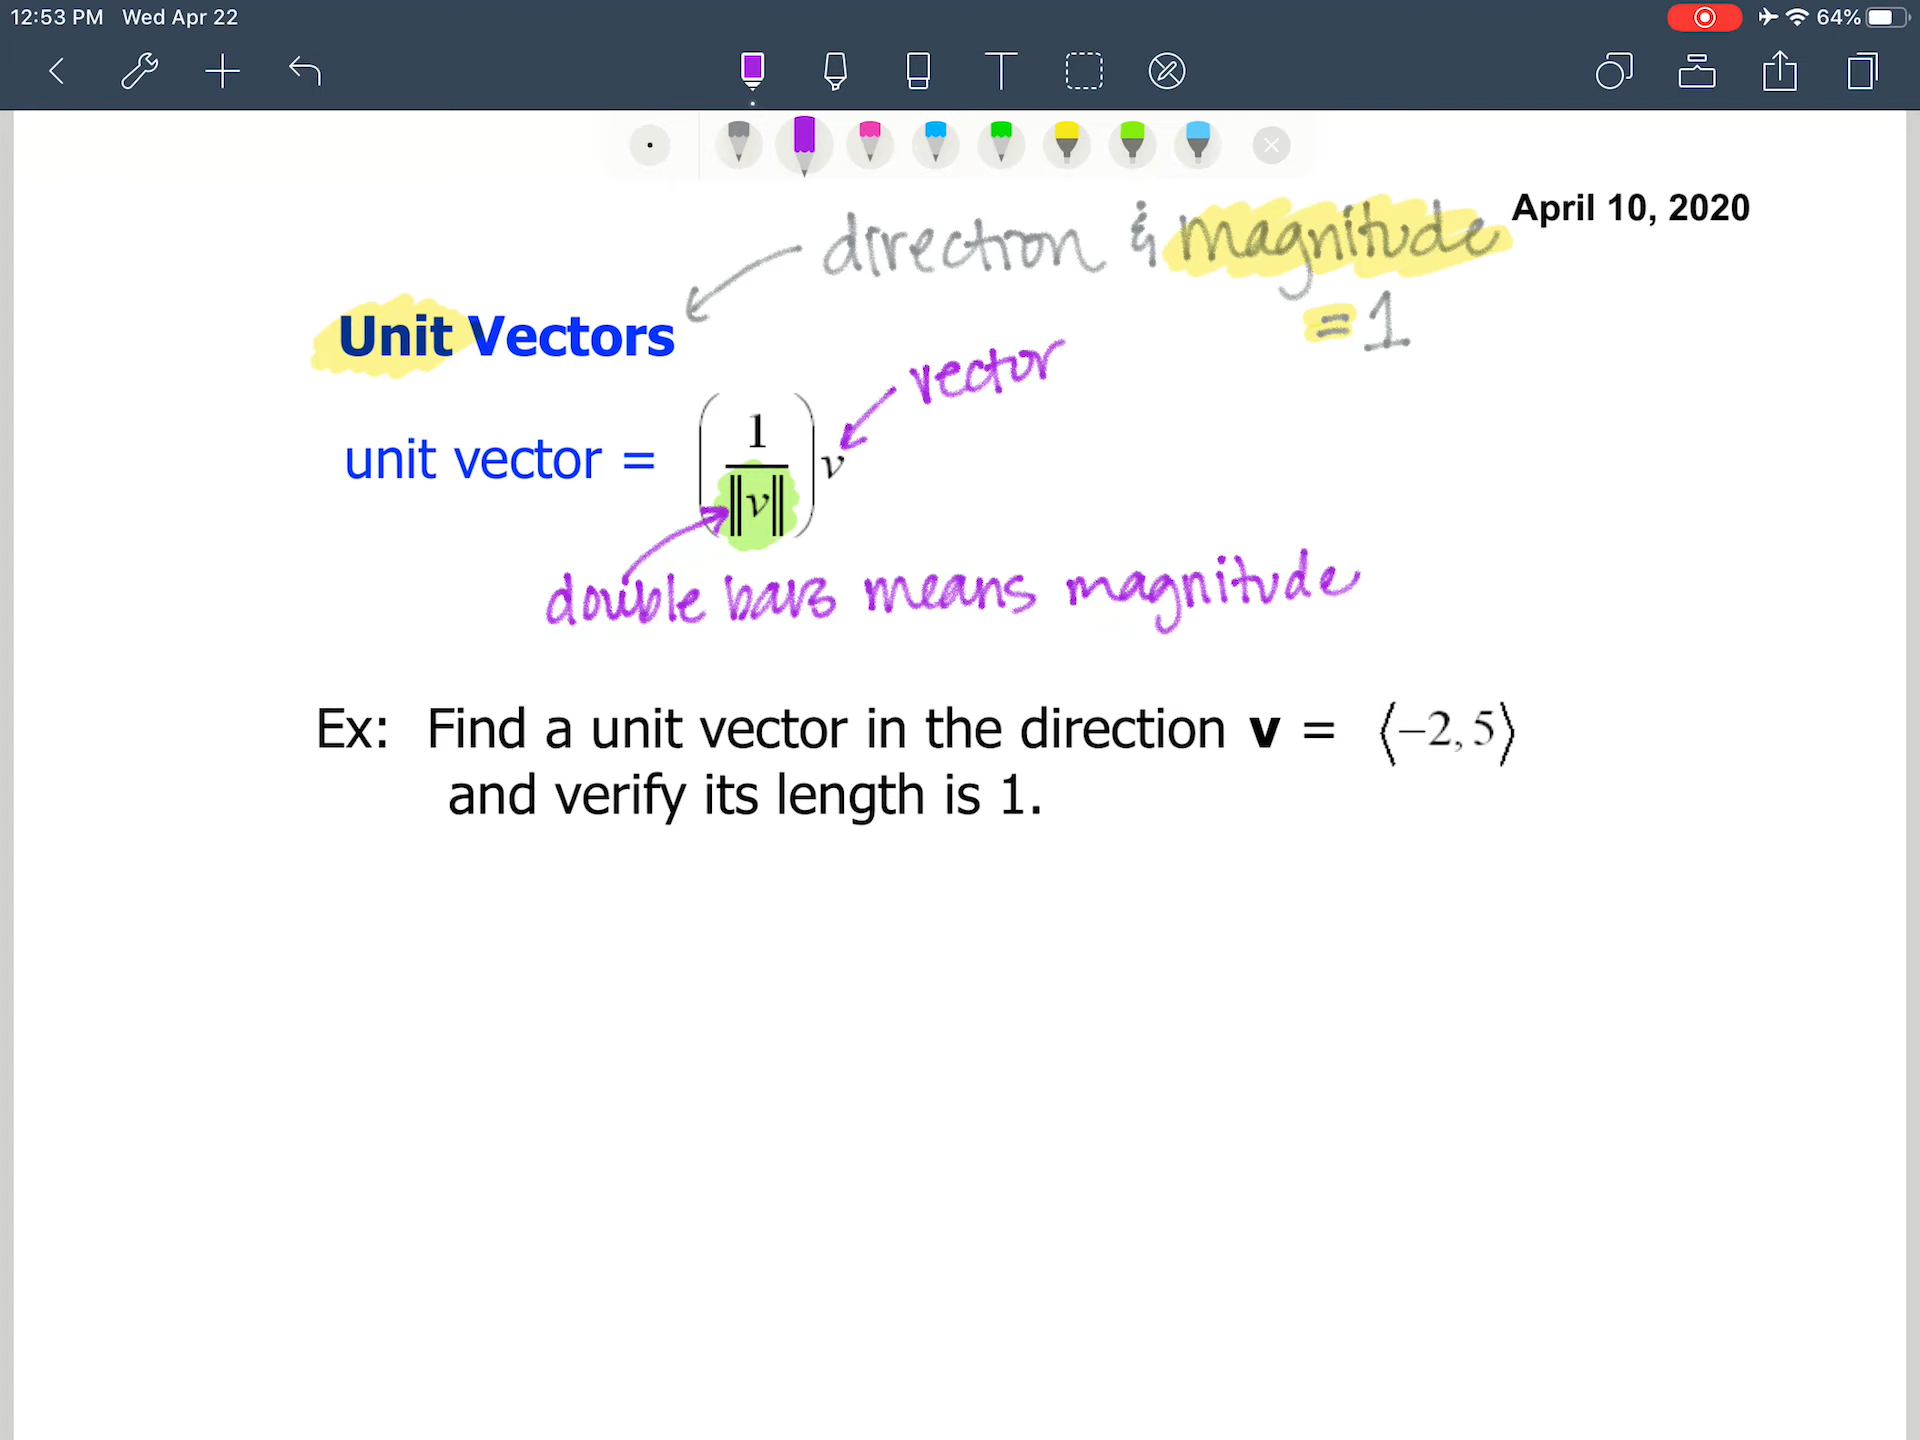 12:53 PM Wed Apr 22
64%
April 10, 2020
direction & magnitude
= 1
Unit Vectors
vector
unit vector = (1/‖v‖) v
double bars means magnitude
Ex: Find a unit vector in the direction v = ⟨−2, 5⟩
and verify its length is 1.